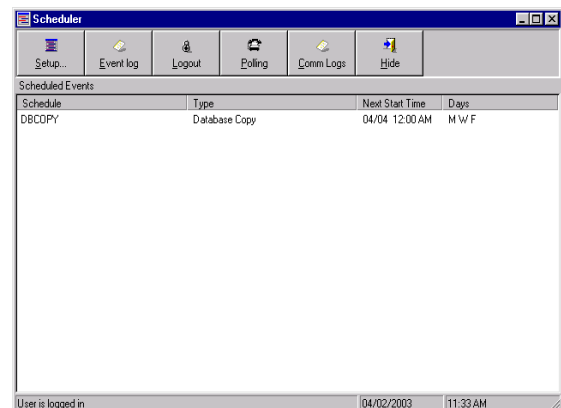 Scheduler
Setup... Event log Logout Polling Comm Logs Hide
Scheduled Events
Schedule Type Next Start Time Days
DBCOPY Database Copy 04/04 12:00 AM M W F
User is logged in 04/02/2003 11:33 AM